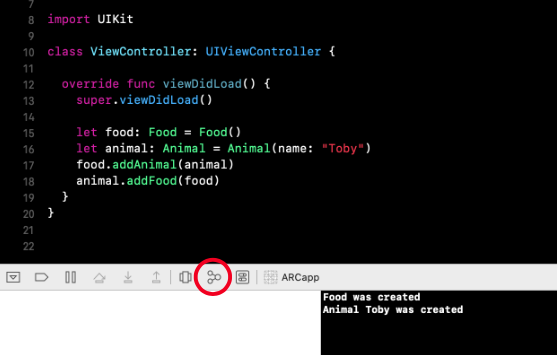 7
8 import UIKit
9
10 class ViewController: UIViewController {
11
12 override func viewDidLoad() {
13 super.viewDidLoad()
14
15 let food: Food = Food()
16 let animal: Animal = Animal(name: "Toby")
17 food.addAnimal(animal)
18 animal.addFood(food)
19 }
20 }
21
22
ARCapp
Food was created
Animal Toby was created